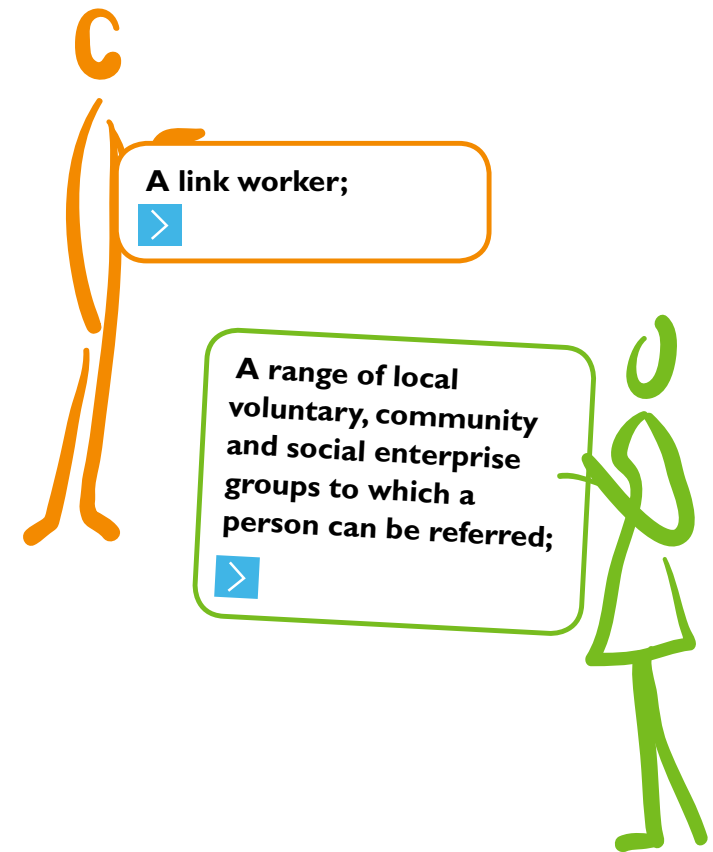 A link worker;
A range of local
voluntary, community
and social enterprise
groups to which a
person can be referred;